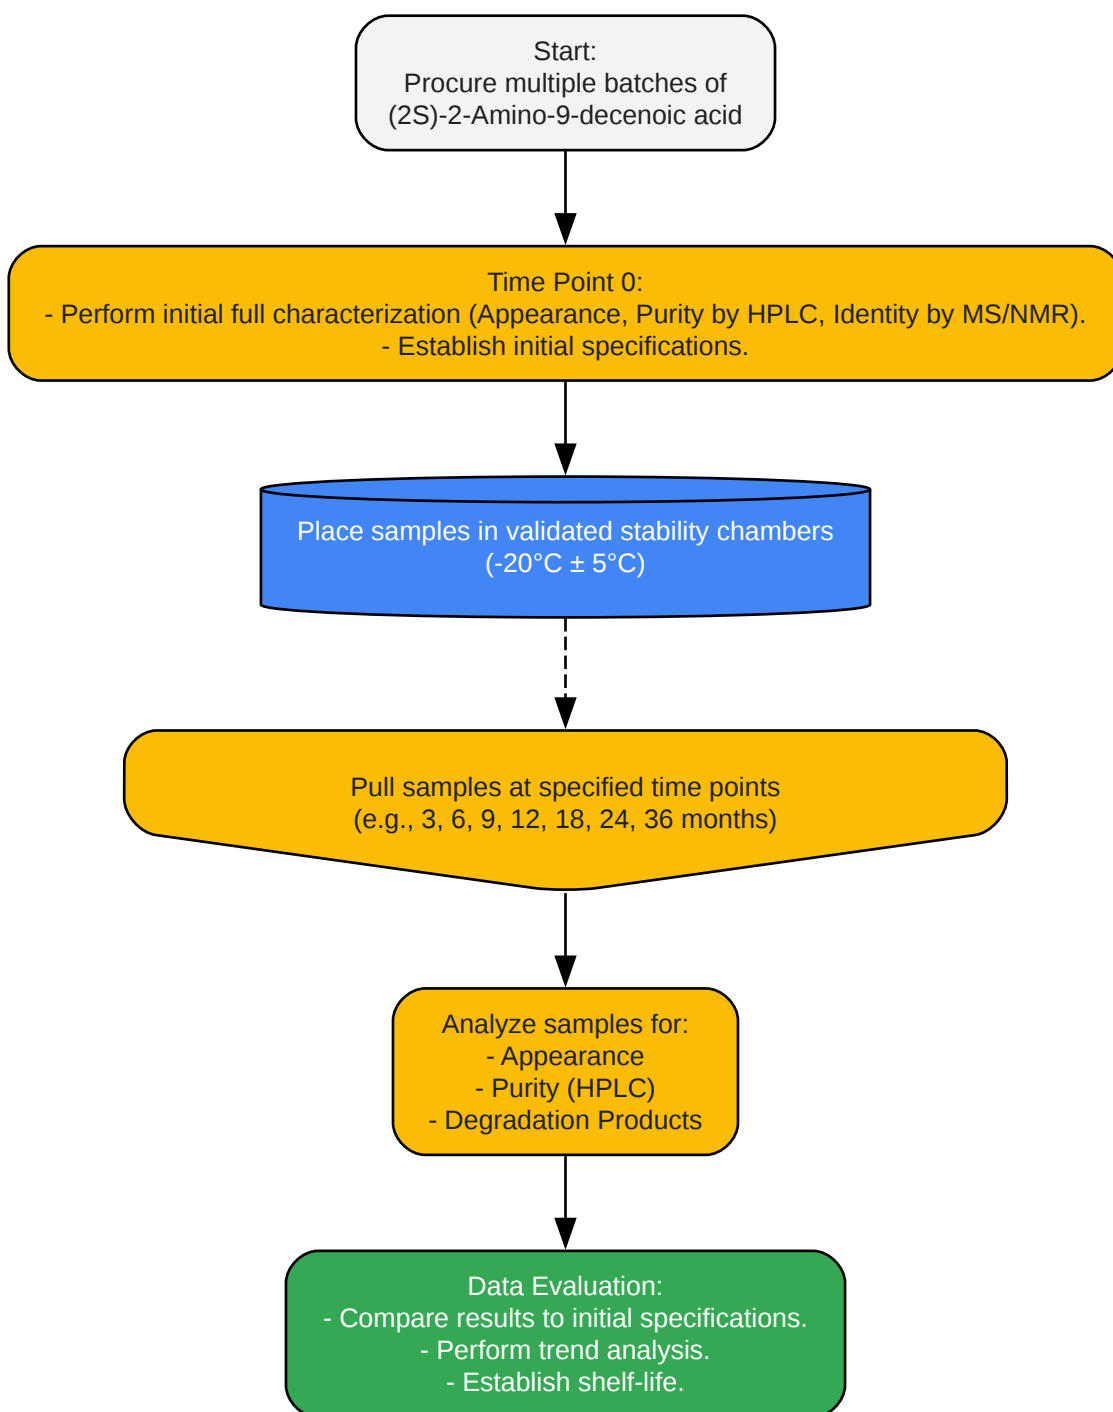 Start:
Procure multiple batches of
(2S)-2-Amino-9-decenoic acid
Time Point 0:
- Perform initial full characterization (Appearance, Purity by HPLC, Identity by MS/NMR).
- Establish initial specifications.
Place samples in validated stability chambers
(-20°C ± 5°C)
Pull samples at specified time points
(e.g., 3, 6, 9, 12, 18, 24, 36 months)
Analyze samples for:
- Appearance
- Purity (HPLC)
- Degradation Products
Data Evaluation:
- Compare results to initial specifications.
- Perform trend analysis.
- Establish shelf-life.